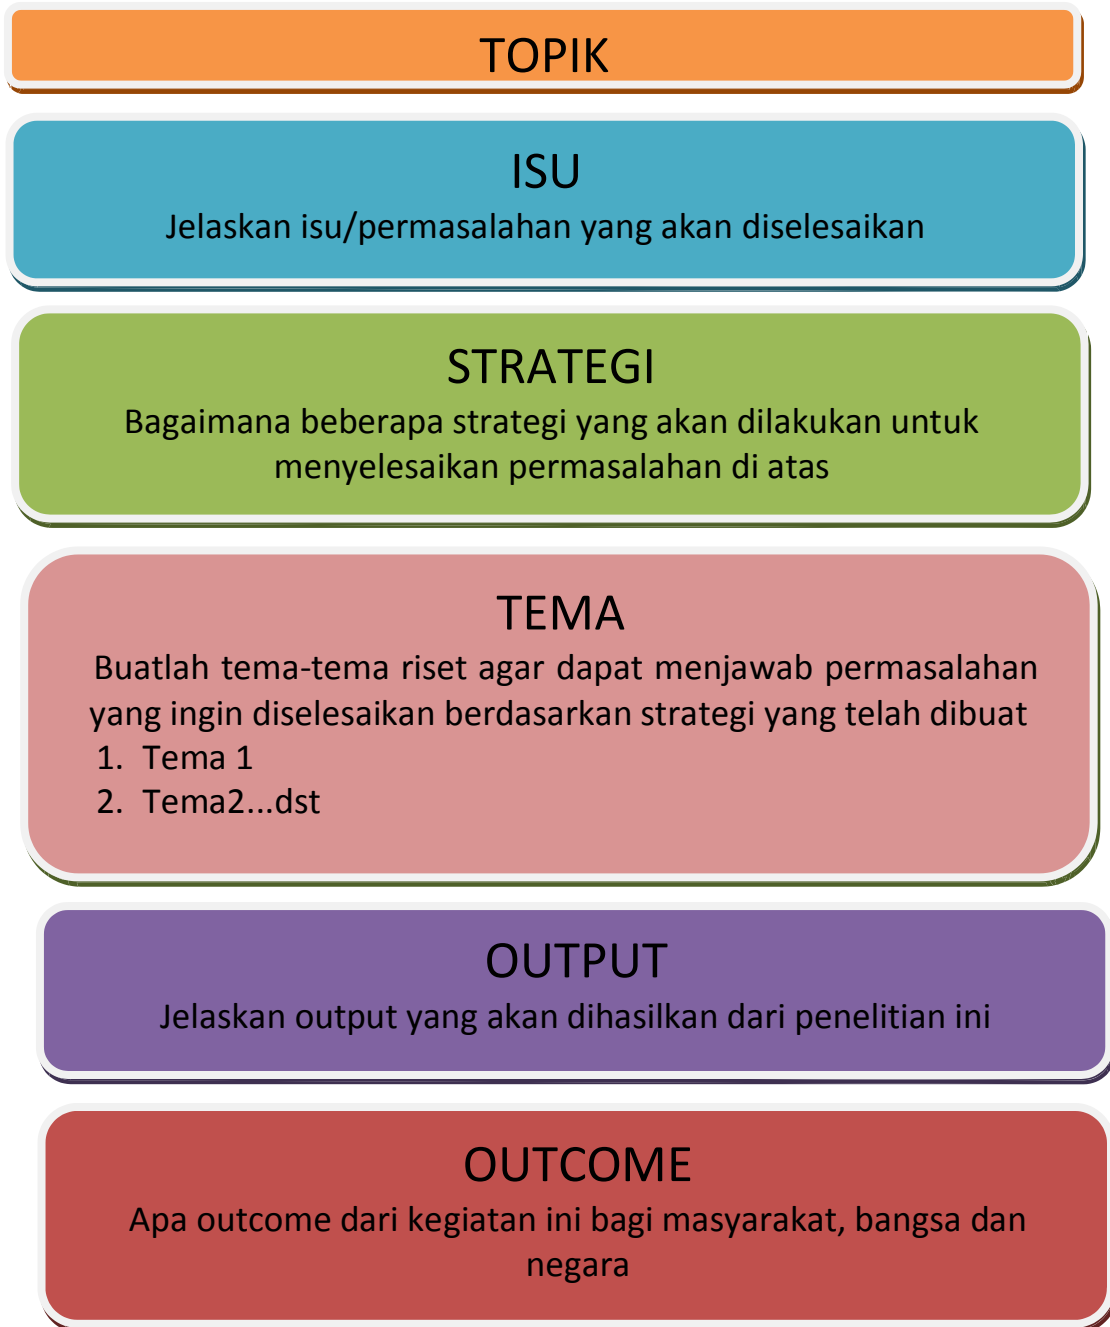 TOPIK
ISU
Jelaskan isu/permasalahan yang akan diselesaikan
STRATEGI
Bagaimana beberapa strategi yang akan dilakukan untuk
menyelesaikan permasalahan di atas
TEMA
Buatlah tema-tema riset agar dapat menjawab permasalahan
yang ingin diselesaikan berdasarkan strategi yang telah dibuat
1. Tema 1
2. Tema2...dst
OUTPUT
Jelaskan output yang akan dihasilkan dari penelitian ini
OUTCOME
Apa outcome dari kegiatan ini bagi masyarakat, bangsa dan
negara